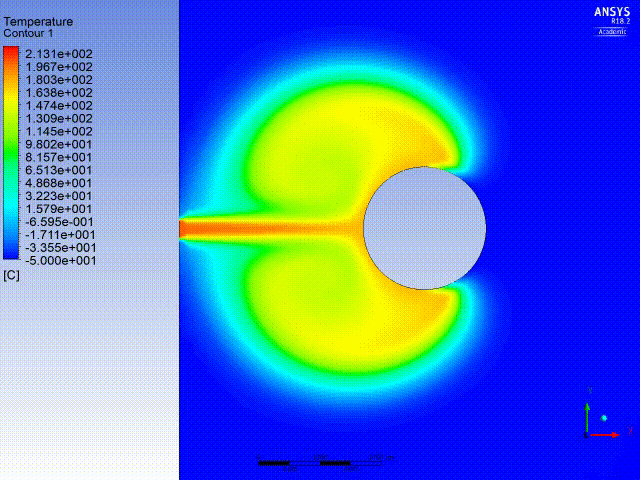 Temperature
Contour 1
2.131e+002
1.967e+002
1.803e+002
1.638e+002
1.474e+002
1.309e+002
1.145e+002
9.802e+001
8.157e+001
6.513e+001
4.868e+001
3.223e+001
1.579e+001
-6.595e-001
-1.711e+001
-3.355e+001
-5.000e+001
[C]
ANSYS
R18.2
Academic